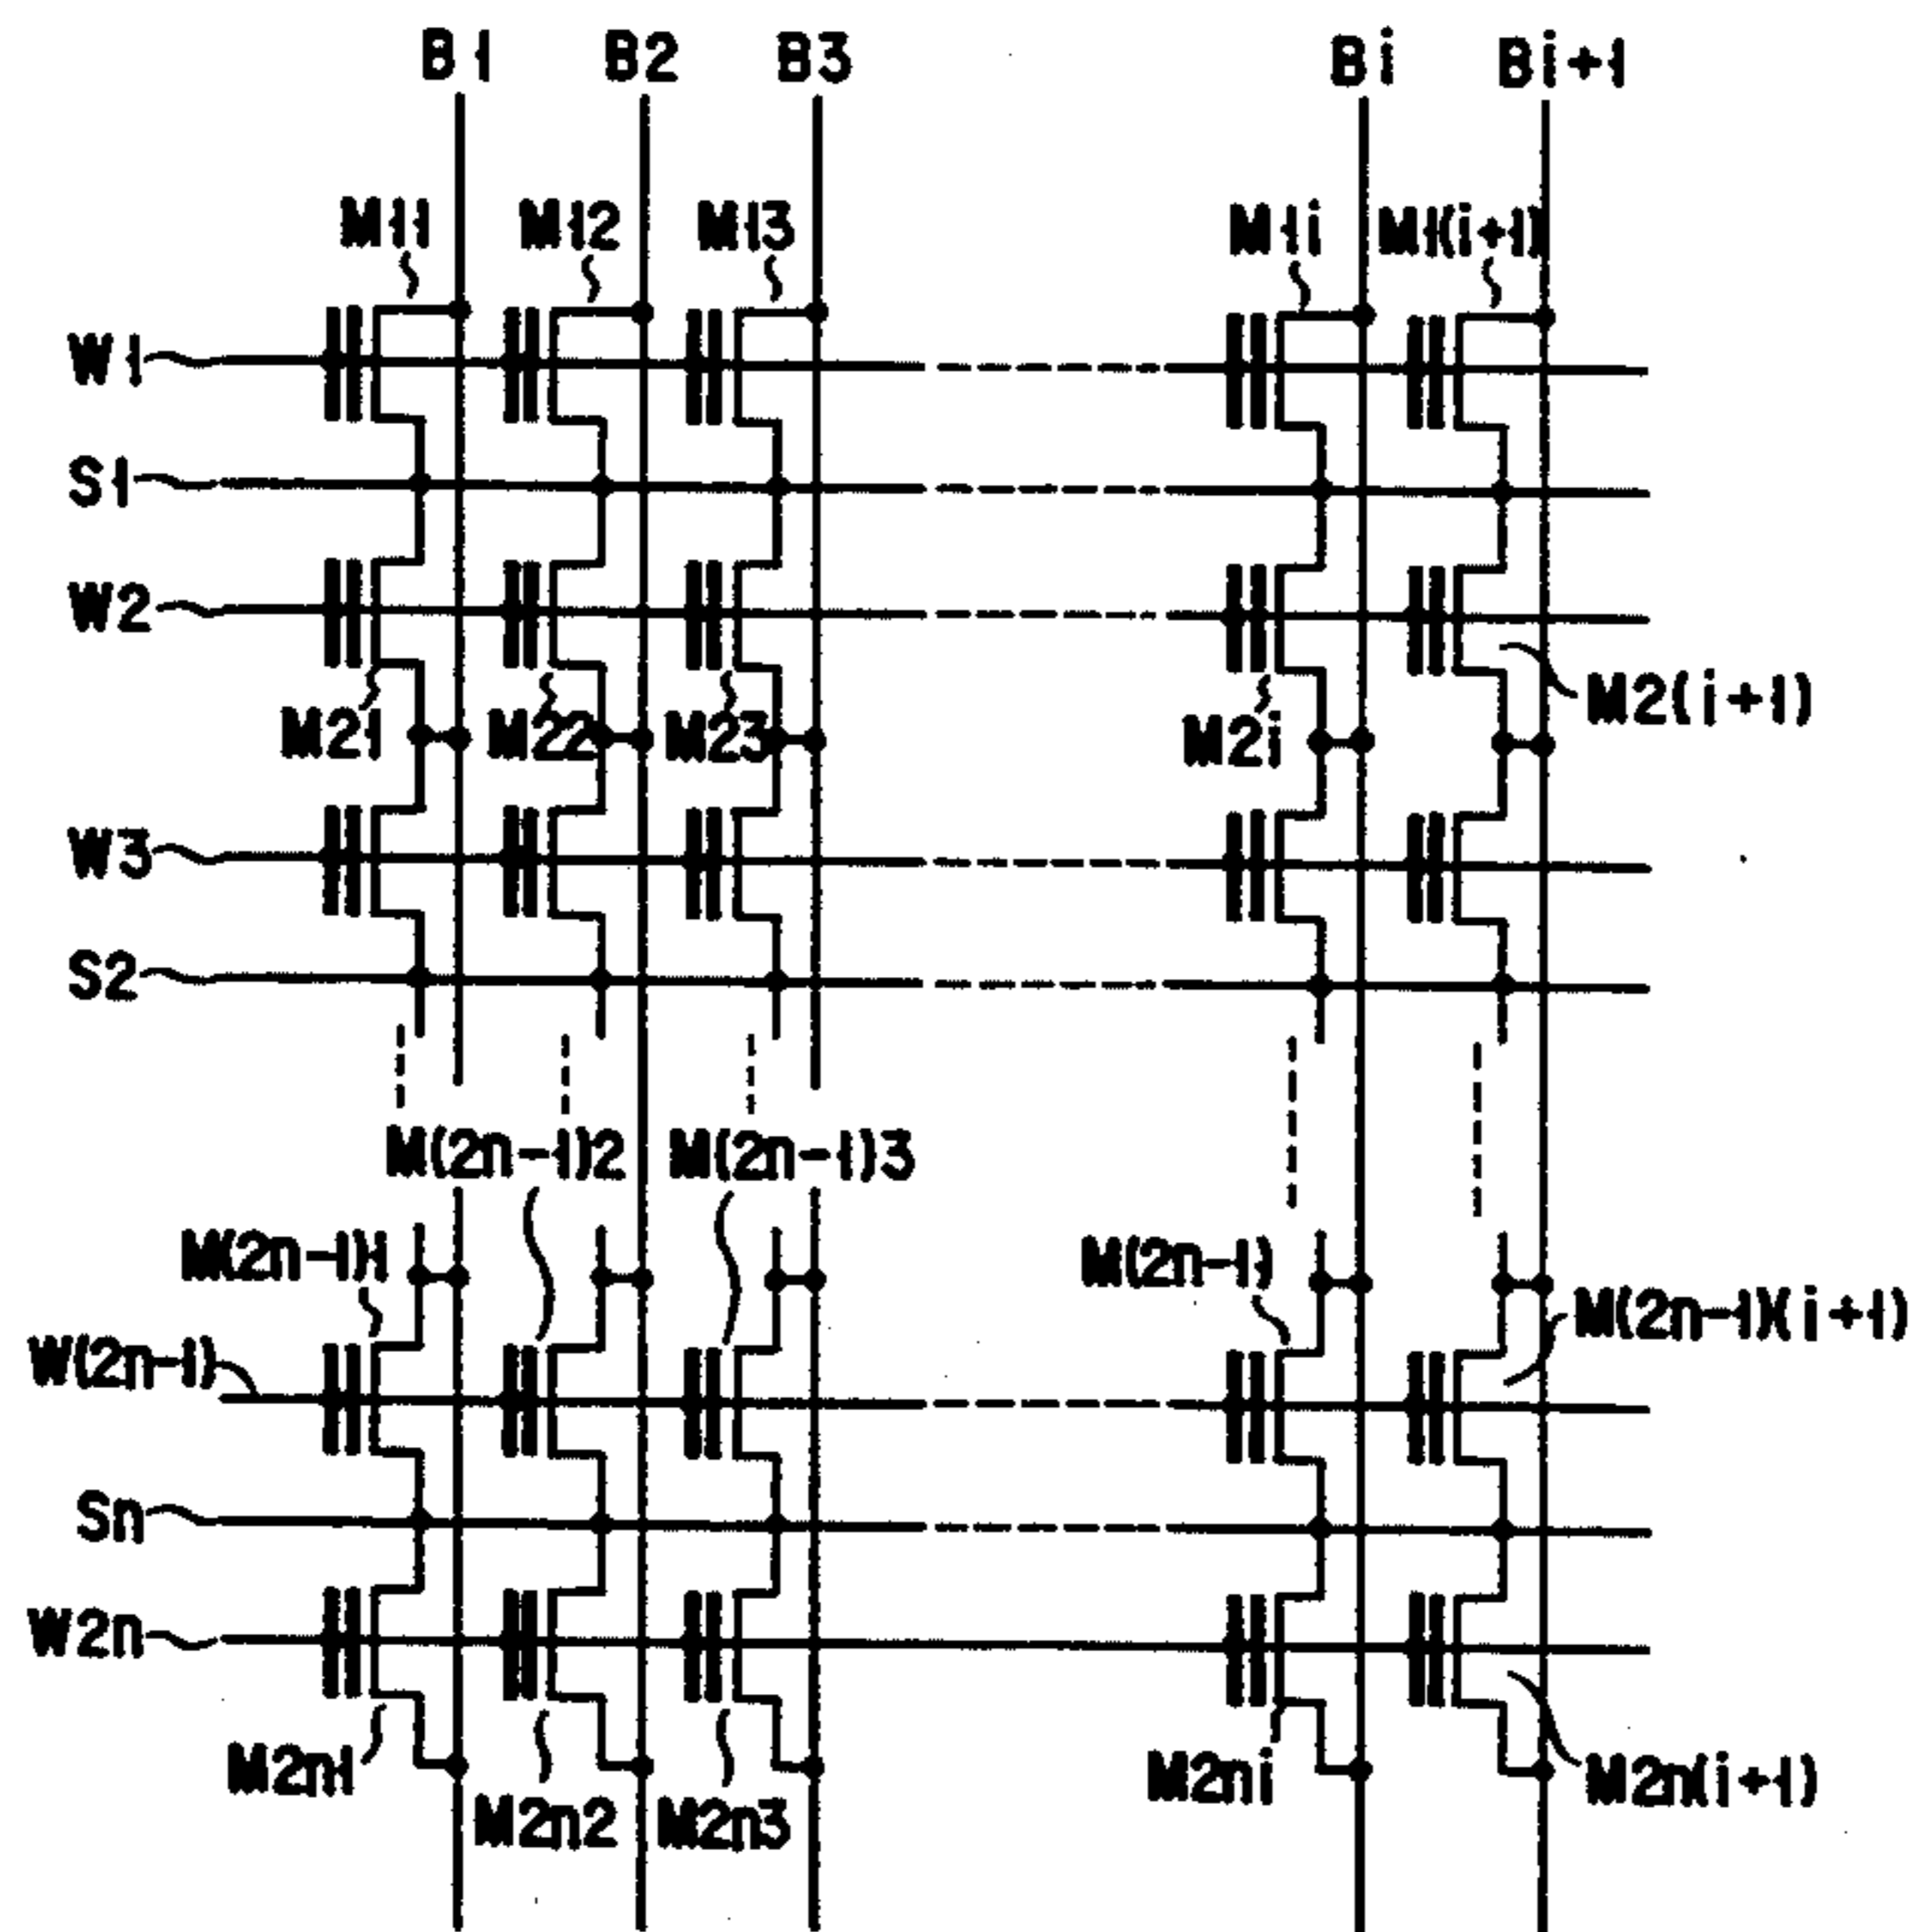 B1 B2 B3 Bi Bi+1
M11 M12 M13 M1i M1(i+1)
W1
S1
W2
M2(i+1)
M21 M22 M23 M2i
W3
S2
M(2n-1)2 M(2n-1)3
M(2n-1)1 M(2n-1)
M(2n-1)(i+1)
W(2n-1)
Sn
W2n
M2n1 M2ni M2n(i+1)
M2n2 M2n3